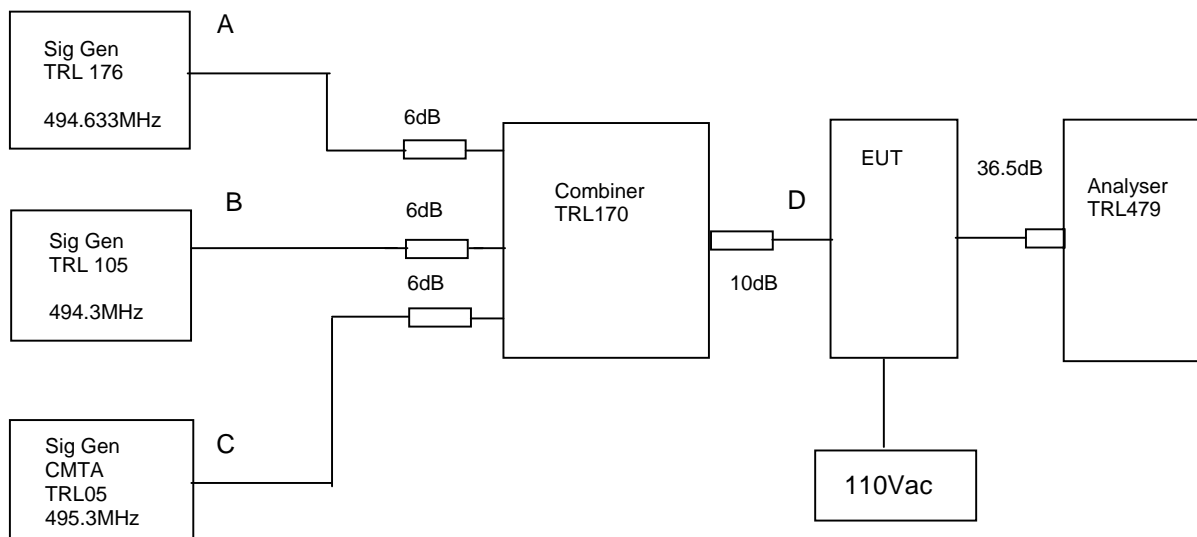 A
Sig Gen
TRL 176
494.633MHz
6dB
B
Sig Gen
TRL 105
494.3MHz
6dB
C
Sig Gen
CMTA
TRL05
495.3MHz
6dB
Combiner
TRL170
10dB
D
EUT
110Vac
36.5dB
Analyser
TRL479